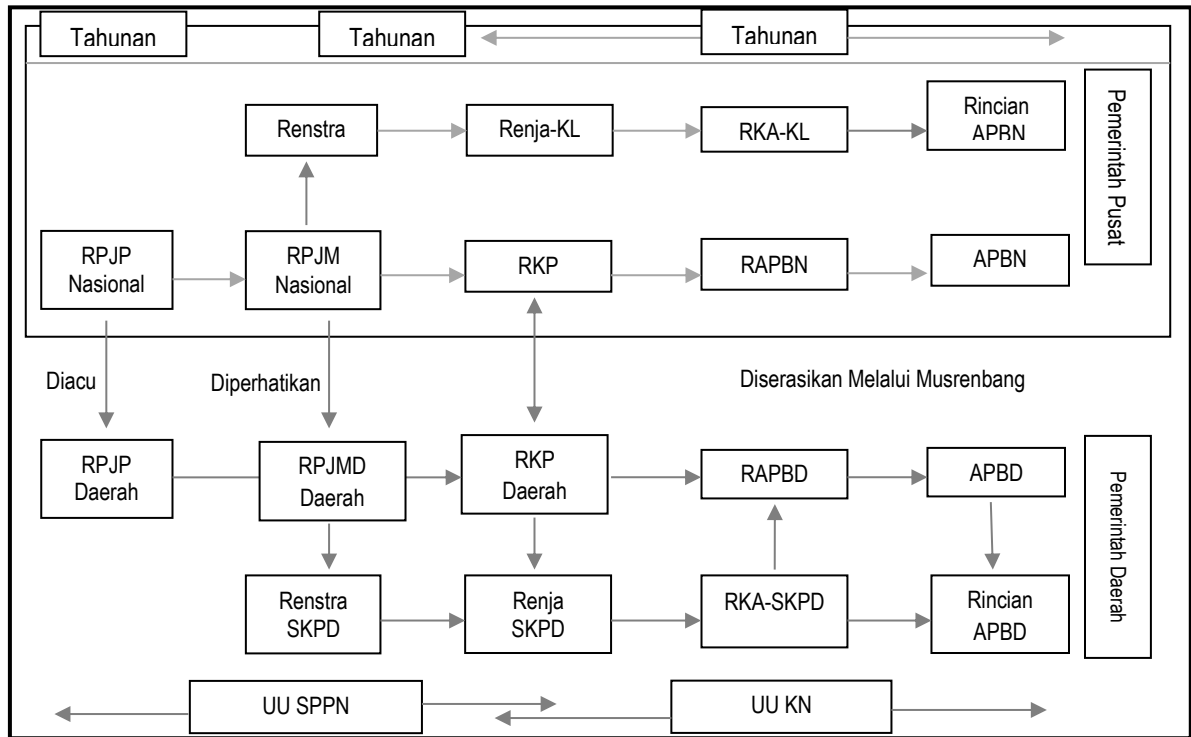 Tahunan
Tahunan
Tahunan
Renstra
Renja-KL
RKA-KL
Rincian
APBN
Pemerintah Pusat
RPJP
Nasional
RPJM
Nasional
RKP
RAPBN
APBN
Diacu
Diperhatikan
Diserasikan Melalui Musrenbang
RPJP
Daerah
RPJMD
Daerah
RKP
Daerah
RAPBD
APBD
Pemerintah Daerah
Renstra
SKPD
Renja
SKPD
RKA-SKPD
Rincian
APBD
UU SPPN
UU KN